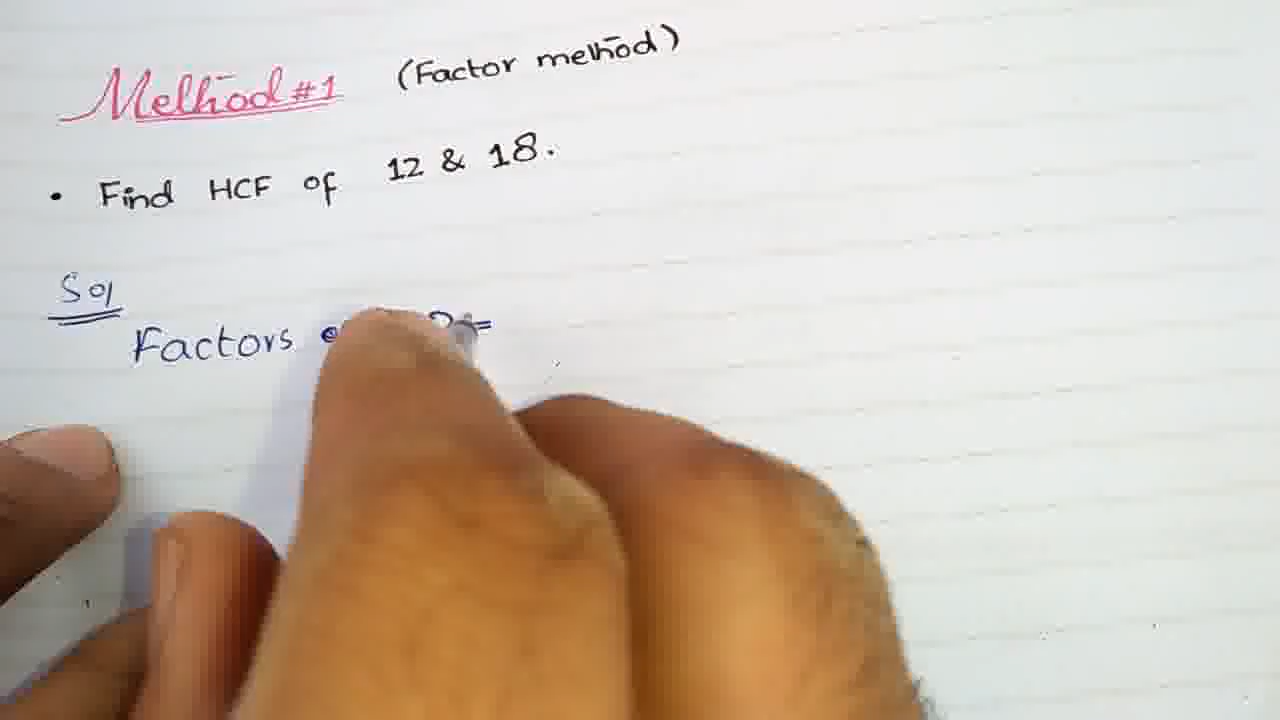 Method #1 (Factor method)
• Find HCF of 12 & 18.
Sol
Factors =